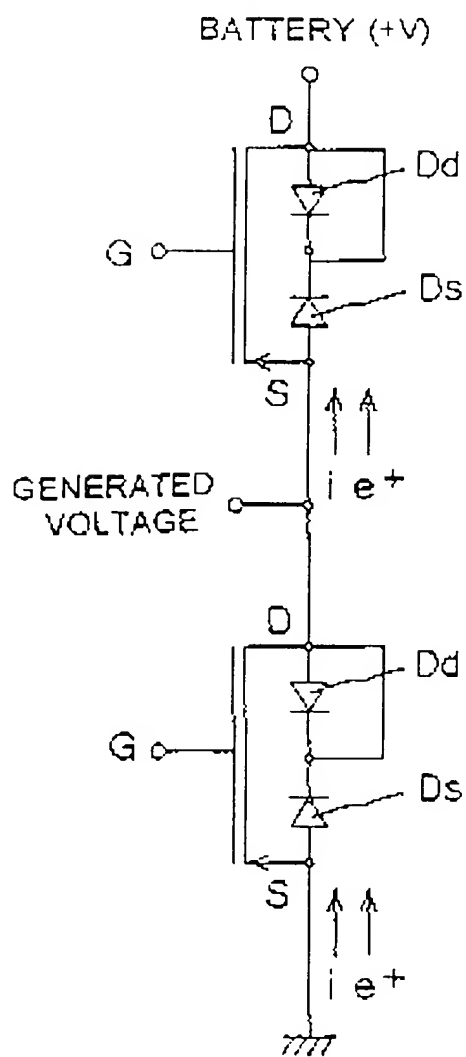 BATTERY (+V)
D
Dd
G
Ds
S
i e+
GENERATED
VOLTAGE
D
Dd
G
Ds
S
i e+